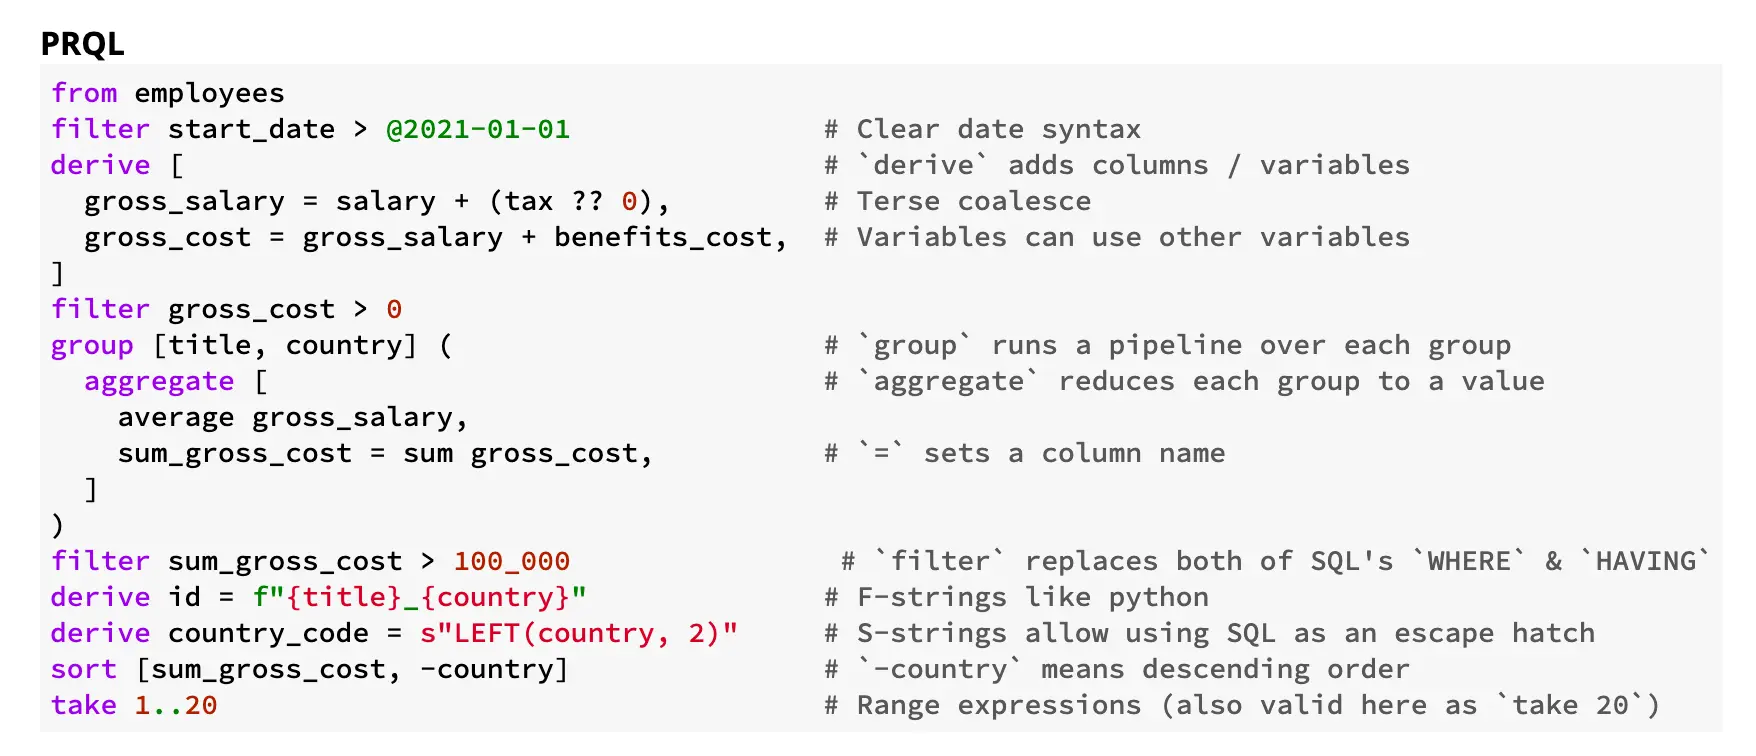 PRQL
from employees
filter start_date > @2021-01-01                # Clear date syntax
derive [                                      # `derive` adds columns / variables
  gross_salary = salary + (tax ?? 0),         # Terse coalesce
  gross_cost = gross_salary + benefits_cost,  # Variables can use other variables
]
filter gross_cost > 0
group [title, country] (                      # `group` runs a pipeline over each group
  aggregate [                                 # `aggregate` reduces each group to a value
    average gross_salary,
    sum_gross_cost = sum gross_cost,          # `=` sets a column name
  ]
)
filter sum_gross_cost > 100_000                # `filter` replaces both of SQL's `WHERE` & `HAVING`
derive id = f"{title}_{country}"              # F-strings like python
derive country_code = s"LEFT(country, 2)"     # S-strings allow using SQL as an escape hatch
sort [sum_gross_cost, -country]               # `-country` means descending order
take 1..20                                    # Range expressions (also valid here as `take 20`)